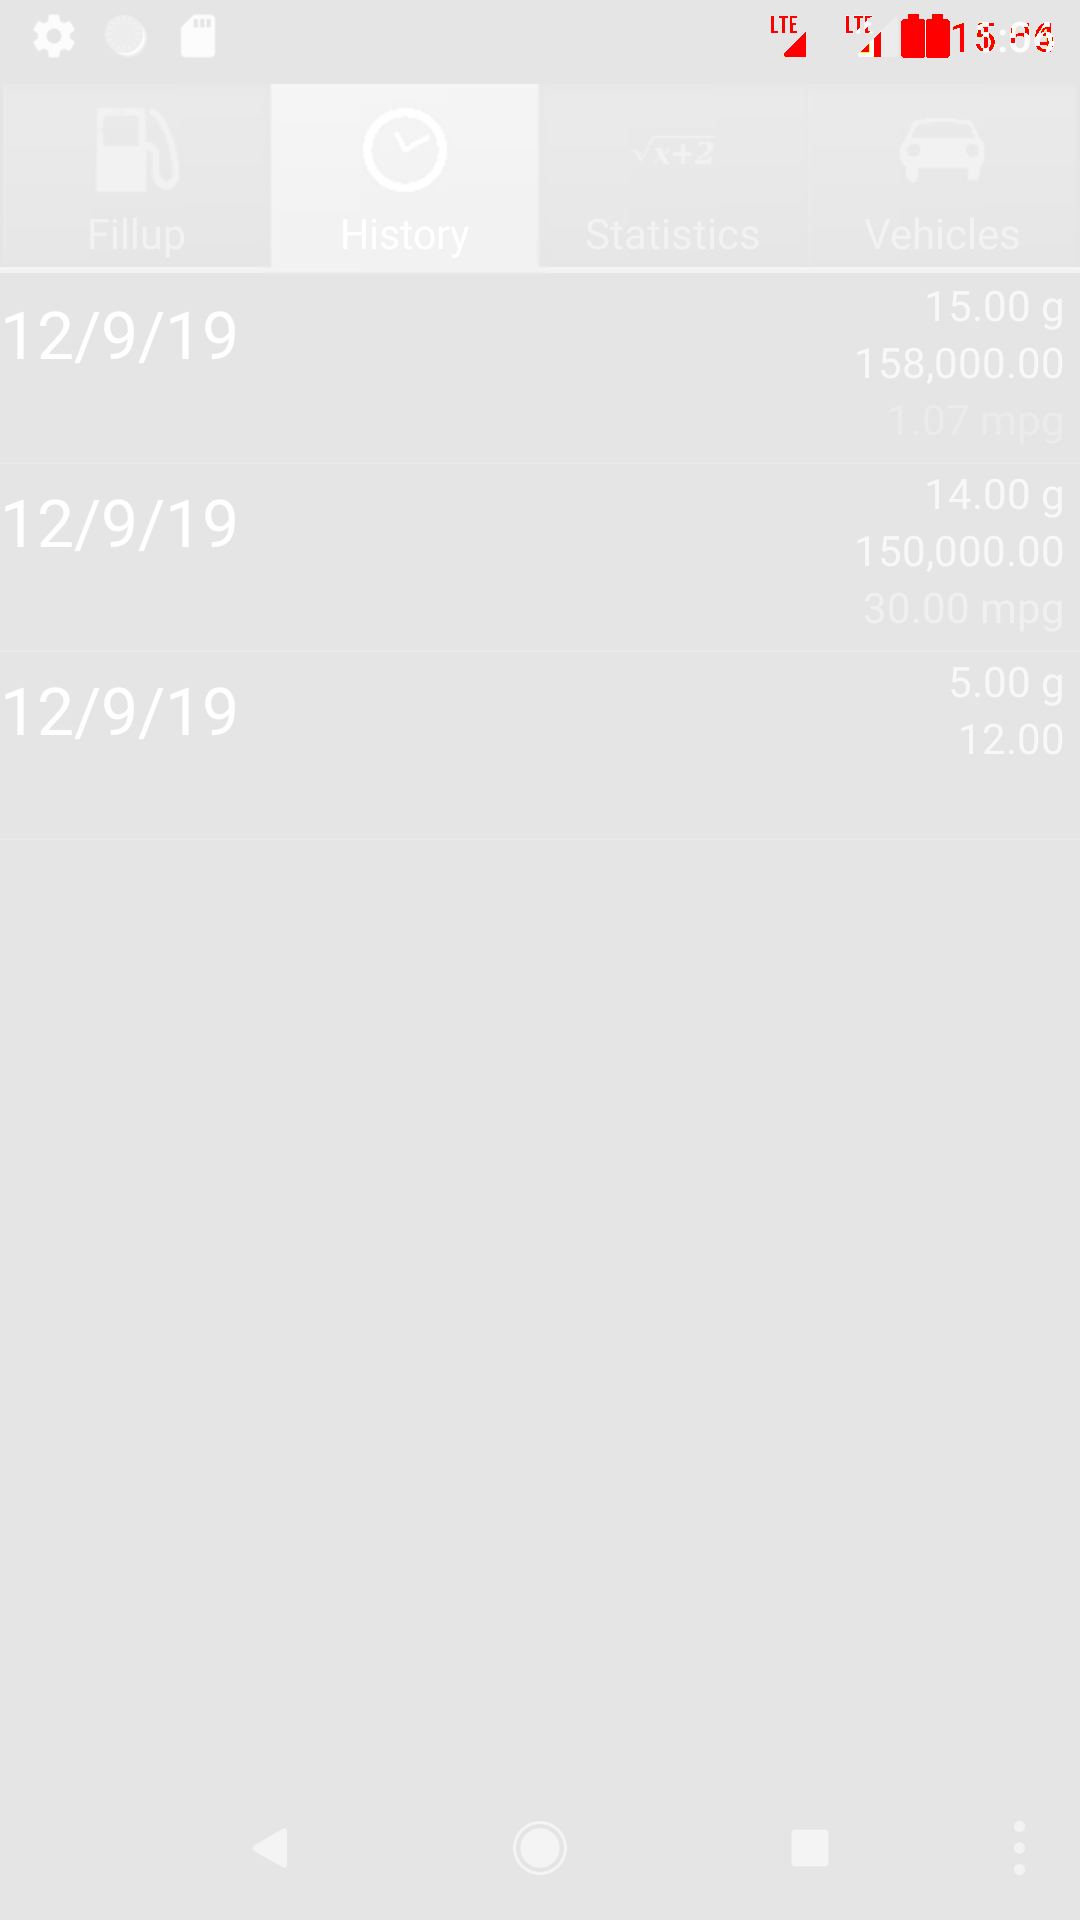 LTE LTE
Fillup History √x+2 Statistics Vehicles
12/9/19 15.00 g
158,000.00
1.07 mpg
12/9/19 14.00 g
150,000.00
30.00 mpg
12/9/19 5.00 g
12.00